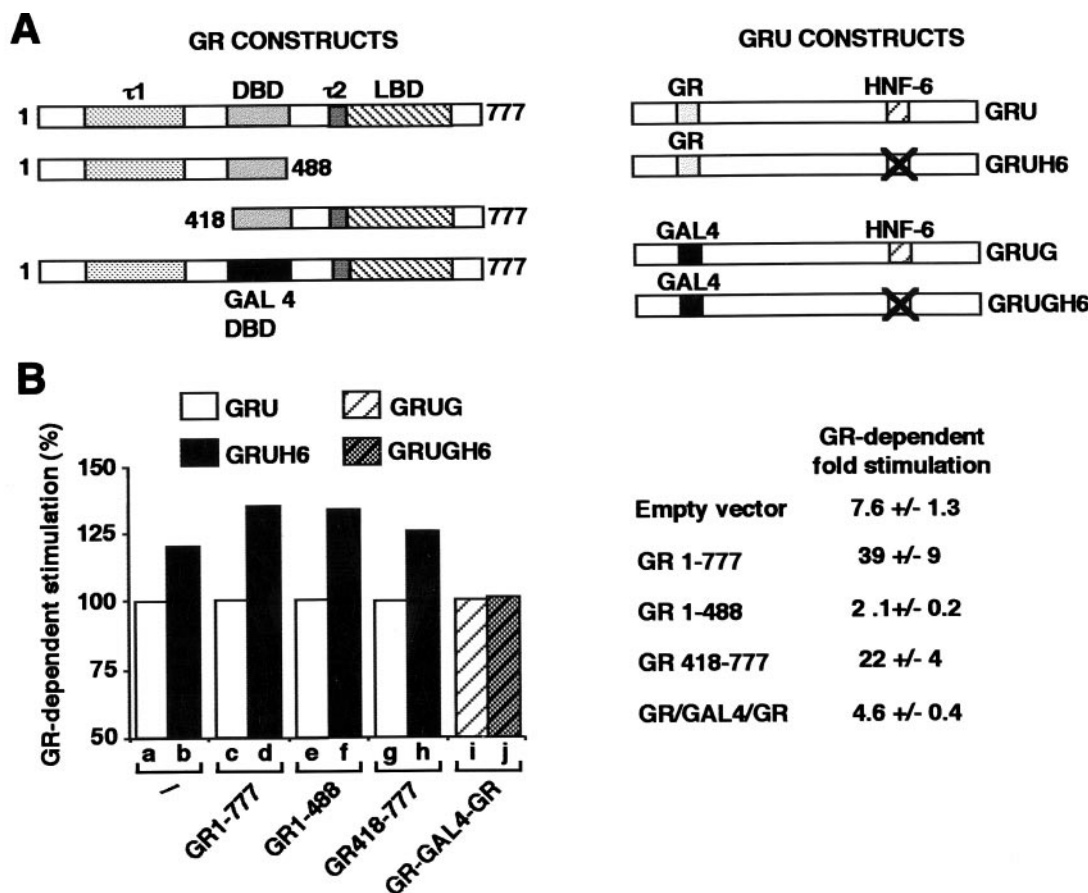 A
GR CONSTRUCTS
τ1 DBD τ2 LBD
1 777
1 488
418 777
1 777
GAL 4
DBD
GRU CONSTRUCTS
GR HNF-6
GRU
GR
GRUH6
GAL4 HNF-6
GRUG
GAL4
GRUGH6
B
GRU GRUG
GRUH6 GRUGH6
GR-dependent stimulation (%)
150
125
100
75
50
a b c d e f g h i j
/
GR1-777
GR1-488
GR418-777
GR-GAL4-GR
GR-dependent
fold stimulation
Empty vector 7.6 +/- 1.3
GR 1-777 39 +/- 9
GR 1-488 2 .1+/- 0.2
GR 418-777 22 +/- 4
GR/GAL4/GR 4.6 +/- 0.4